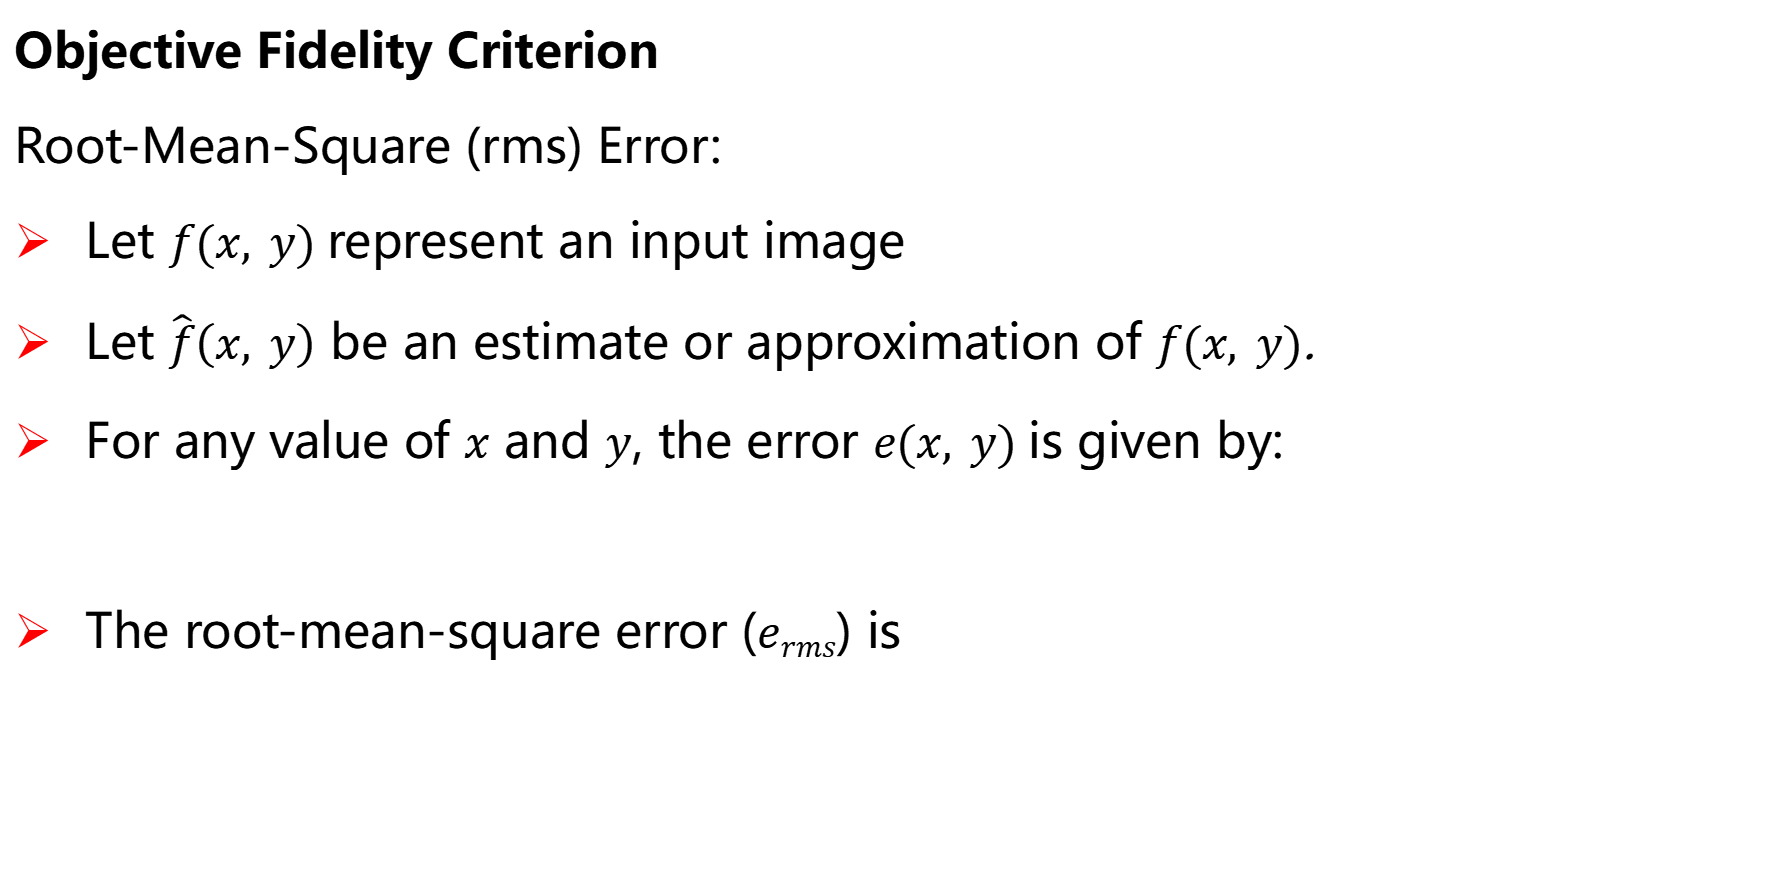 Objective Fidelity Criterion
Root-Mean-Square (rms) Error:
➢ Let f(x, y) represent an input image
➢ Let f̂(x, y) be an estimate or approximation of f(x, y).
➢ For any value of x and y, the error e(x, y) is given by:
➢ The root-mean-square error (e_rms) is